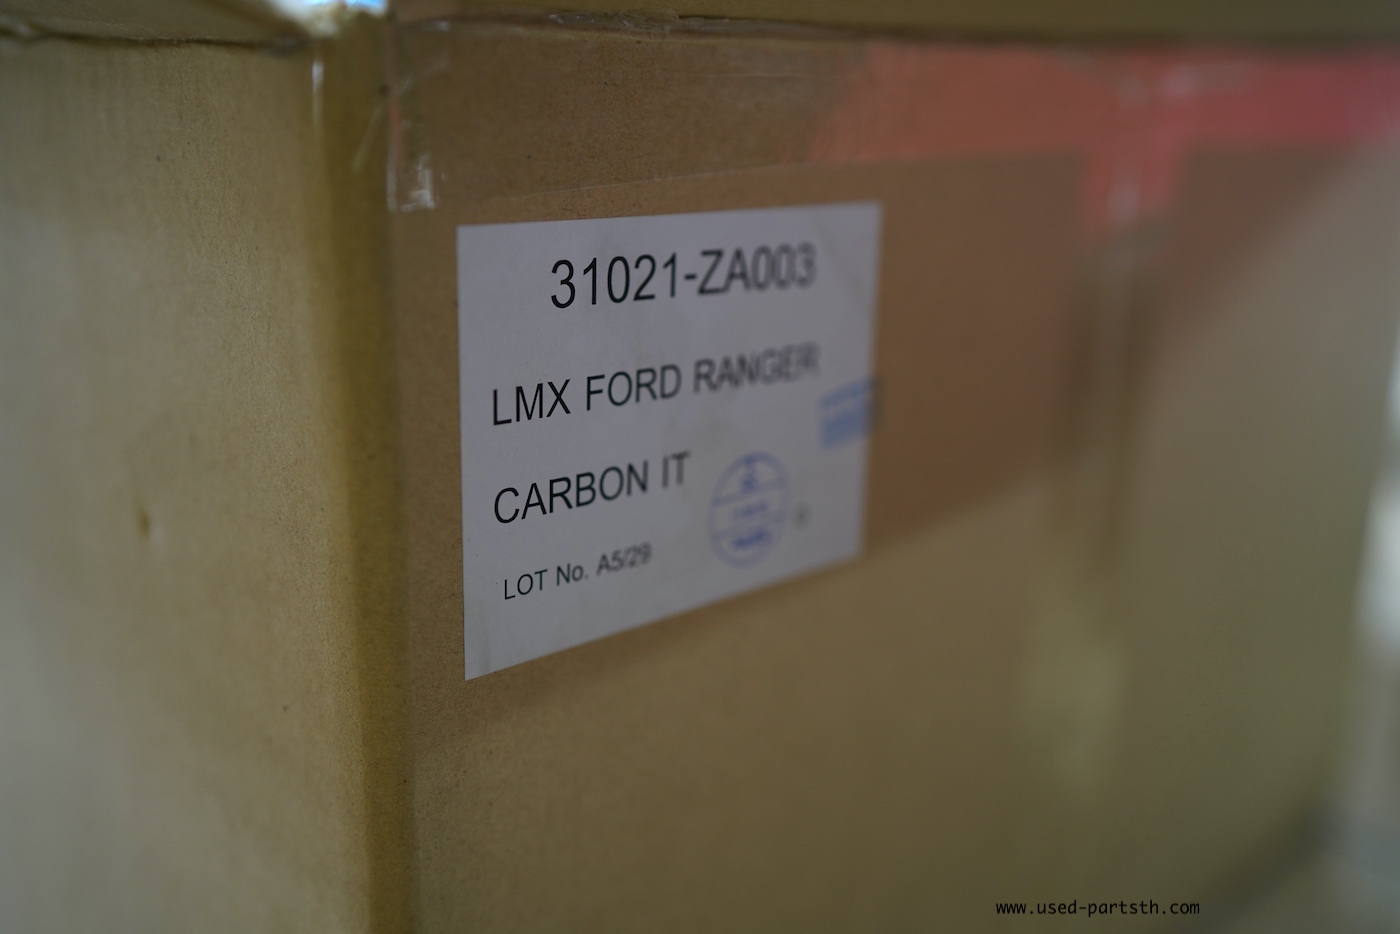 31021-ZA003
LMX FORD RANGER
CARBON IT
LOT No. A5/29
www.used-partsth.com